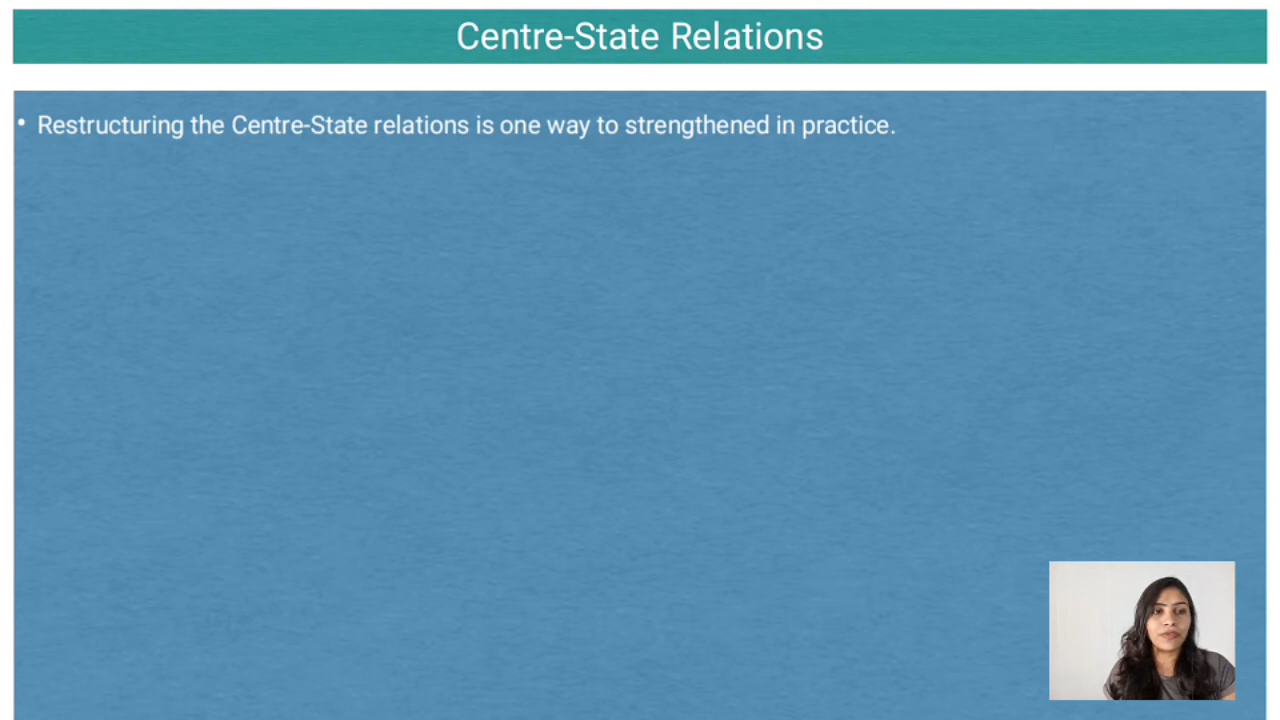 Centre-State Relations
• Restructuring the Centre-State relations is one way to strengthened in practice.